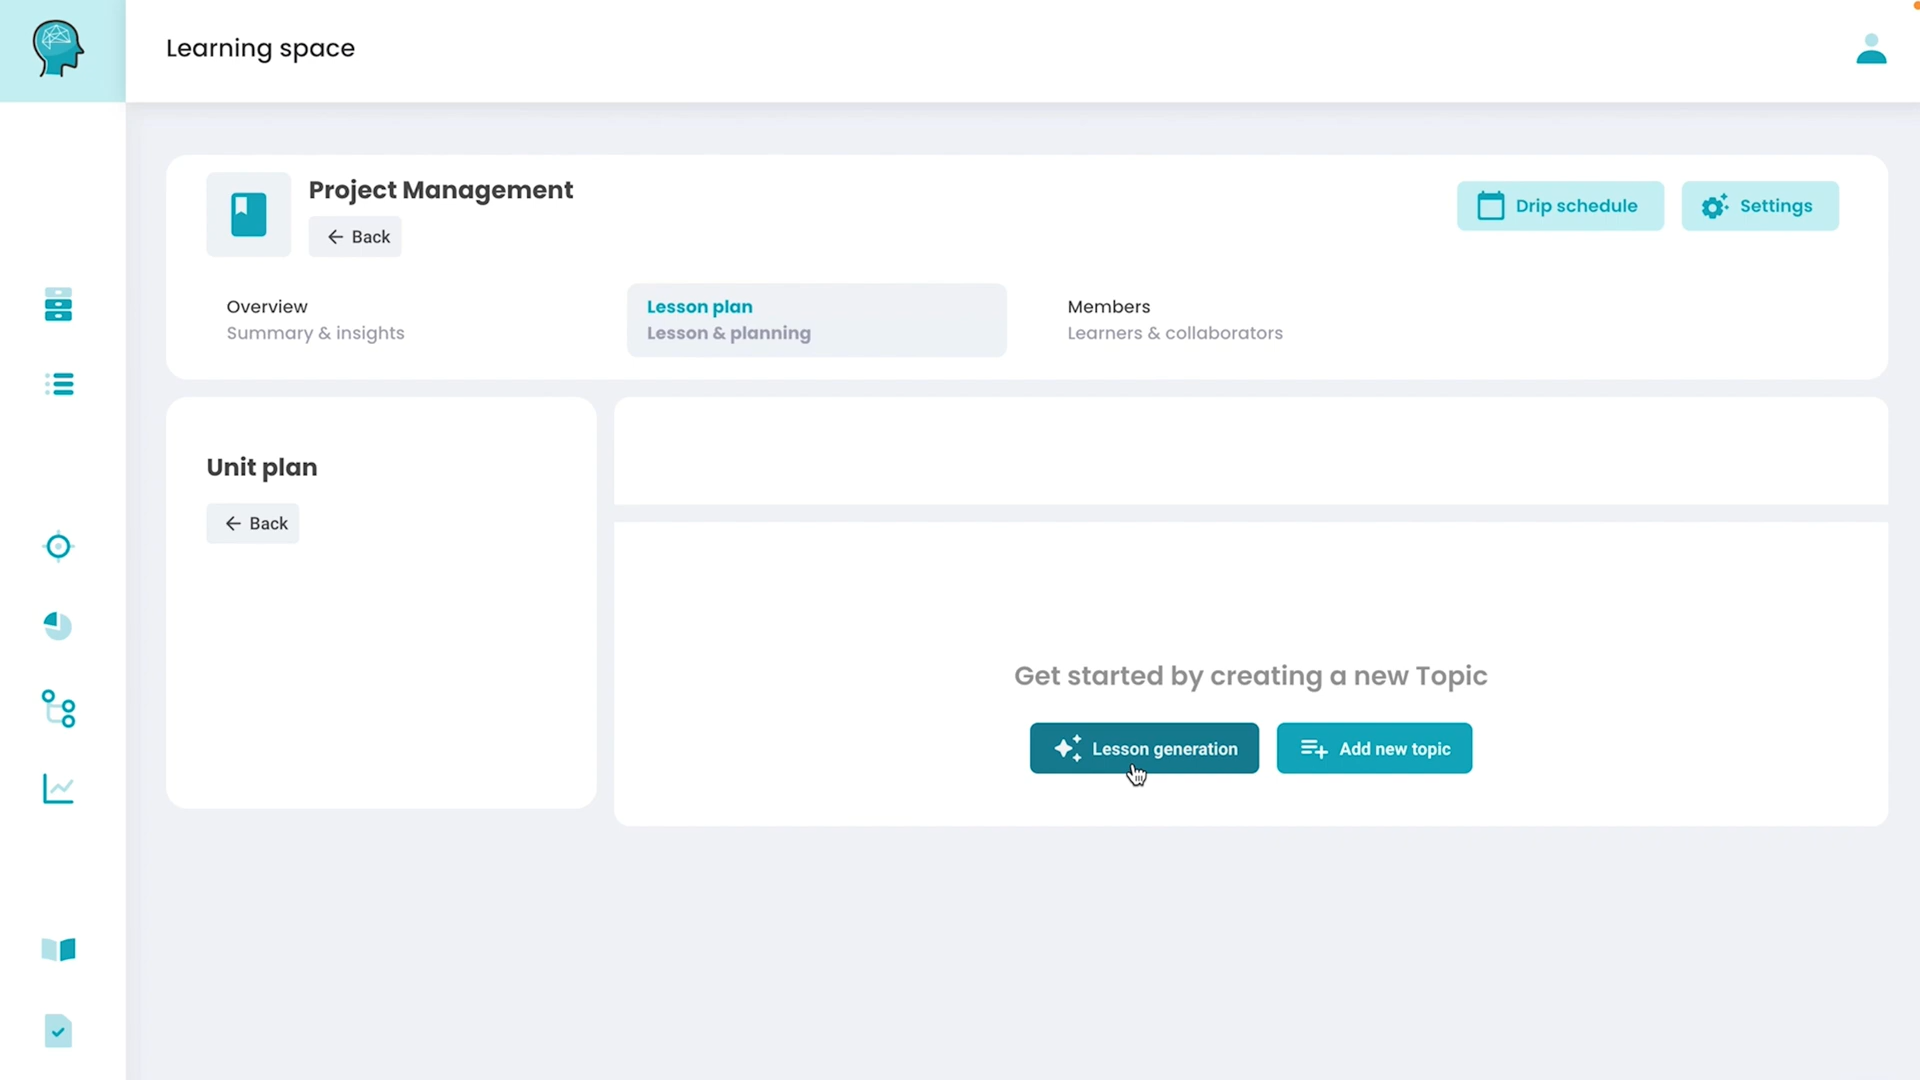 Learning space
Project Management
Back
Drip schedule
Settings
Overview
Summary & insights
Lesson plan
Lesson & planning
Members
Learners & collaborators
Unit plan
Back
Get started by creating a new Topic
Lesson generation
Add new topic